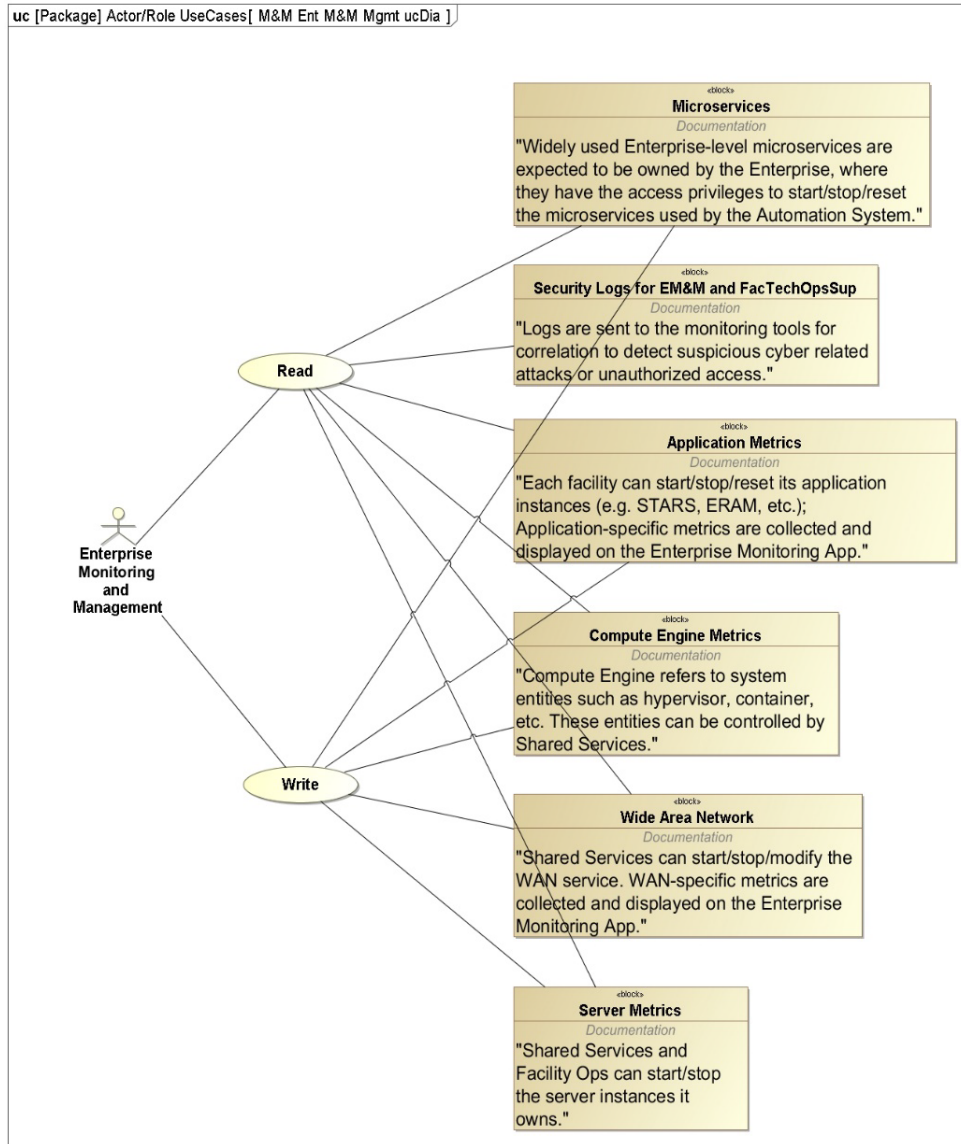 uc [Package] Actor/Role UseCases[ M&M Ent M&M Mgmt ucDia ]
«block»
Microservices
Documentation
"Widely used Enterprise-level microservices are
expected to be owned by the Enterprise, where
they have the access privileges to start/stop/reset
the microservices used by the Automation System."
«block»
Security Logs for EM&M and FacTechOpsSup
Documentation
"Logs are sent to the monitoring tools for
correlation to detect suspicious cyber related
attacks or unauthorized access."
Read
«block»
Application Metrics
Documentation
"Each facility can start/stop/reset its application
instances (e.g. STARS, ERAM, etc.);
Application-specific metrics are collected and
displayed on the Enterprise Monitoring App."
Enterprise
Monitoring
and
Management
«block»
Compute Engine Metrics
Documentation
"Compute Engine refers to system
entities such as hypervisor, container,
etc. These entities can be controlled by
Shared Services."
Write
«block»
Wide Area Network
Documentation
"Shared Services can start/stop/modify the
WAN service. WAN-specific metrics are
collected and displayed on the Enterprise
Monitoring App."
«block»
Server Metrics
Documentation
"Shared Services and
Facility Ops can start/stop
the server instances it
owns."